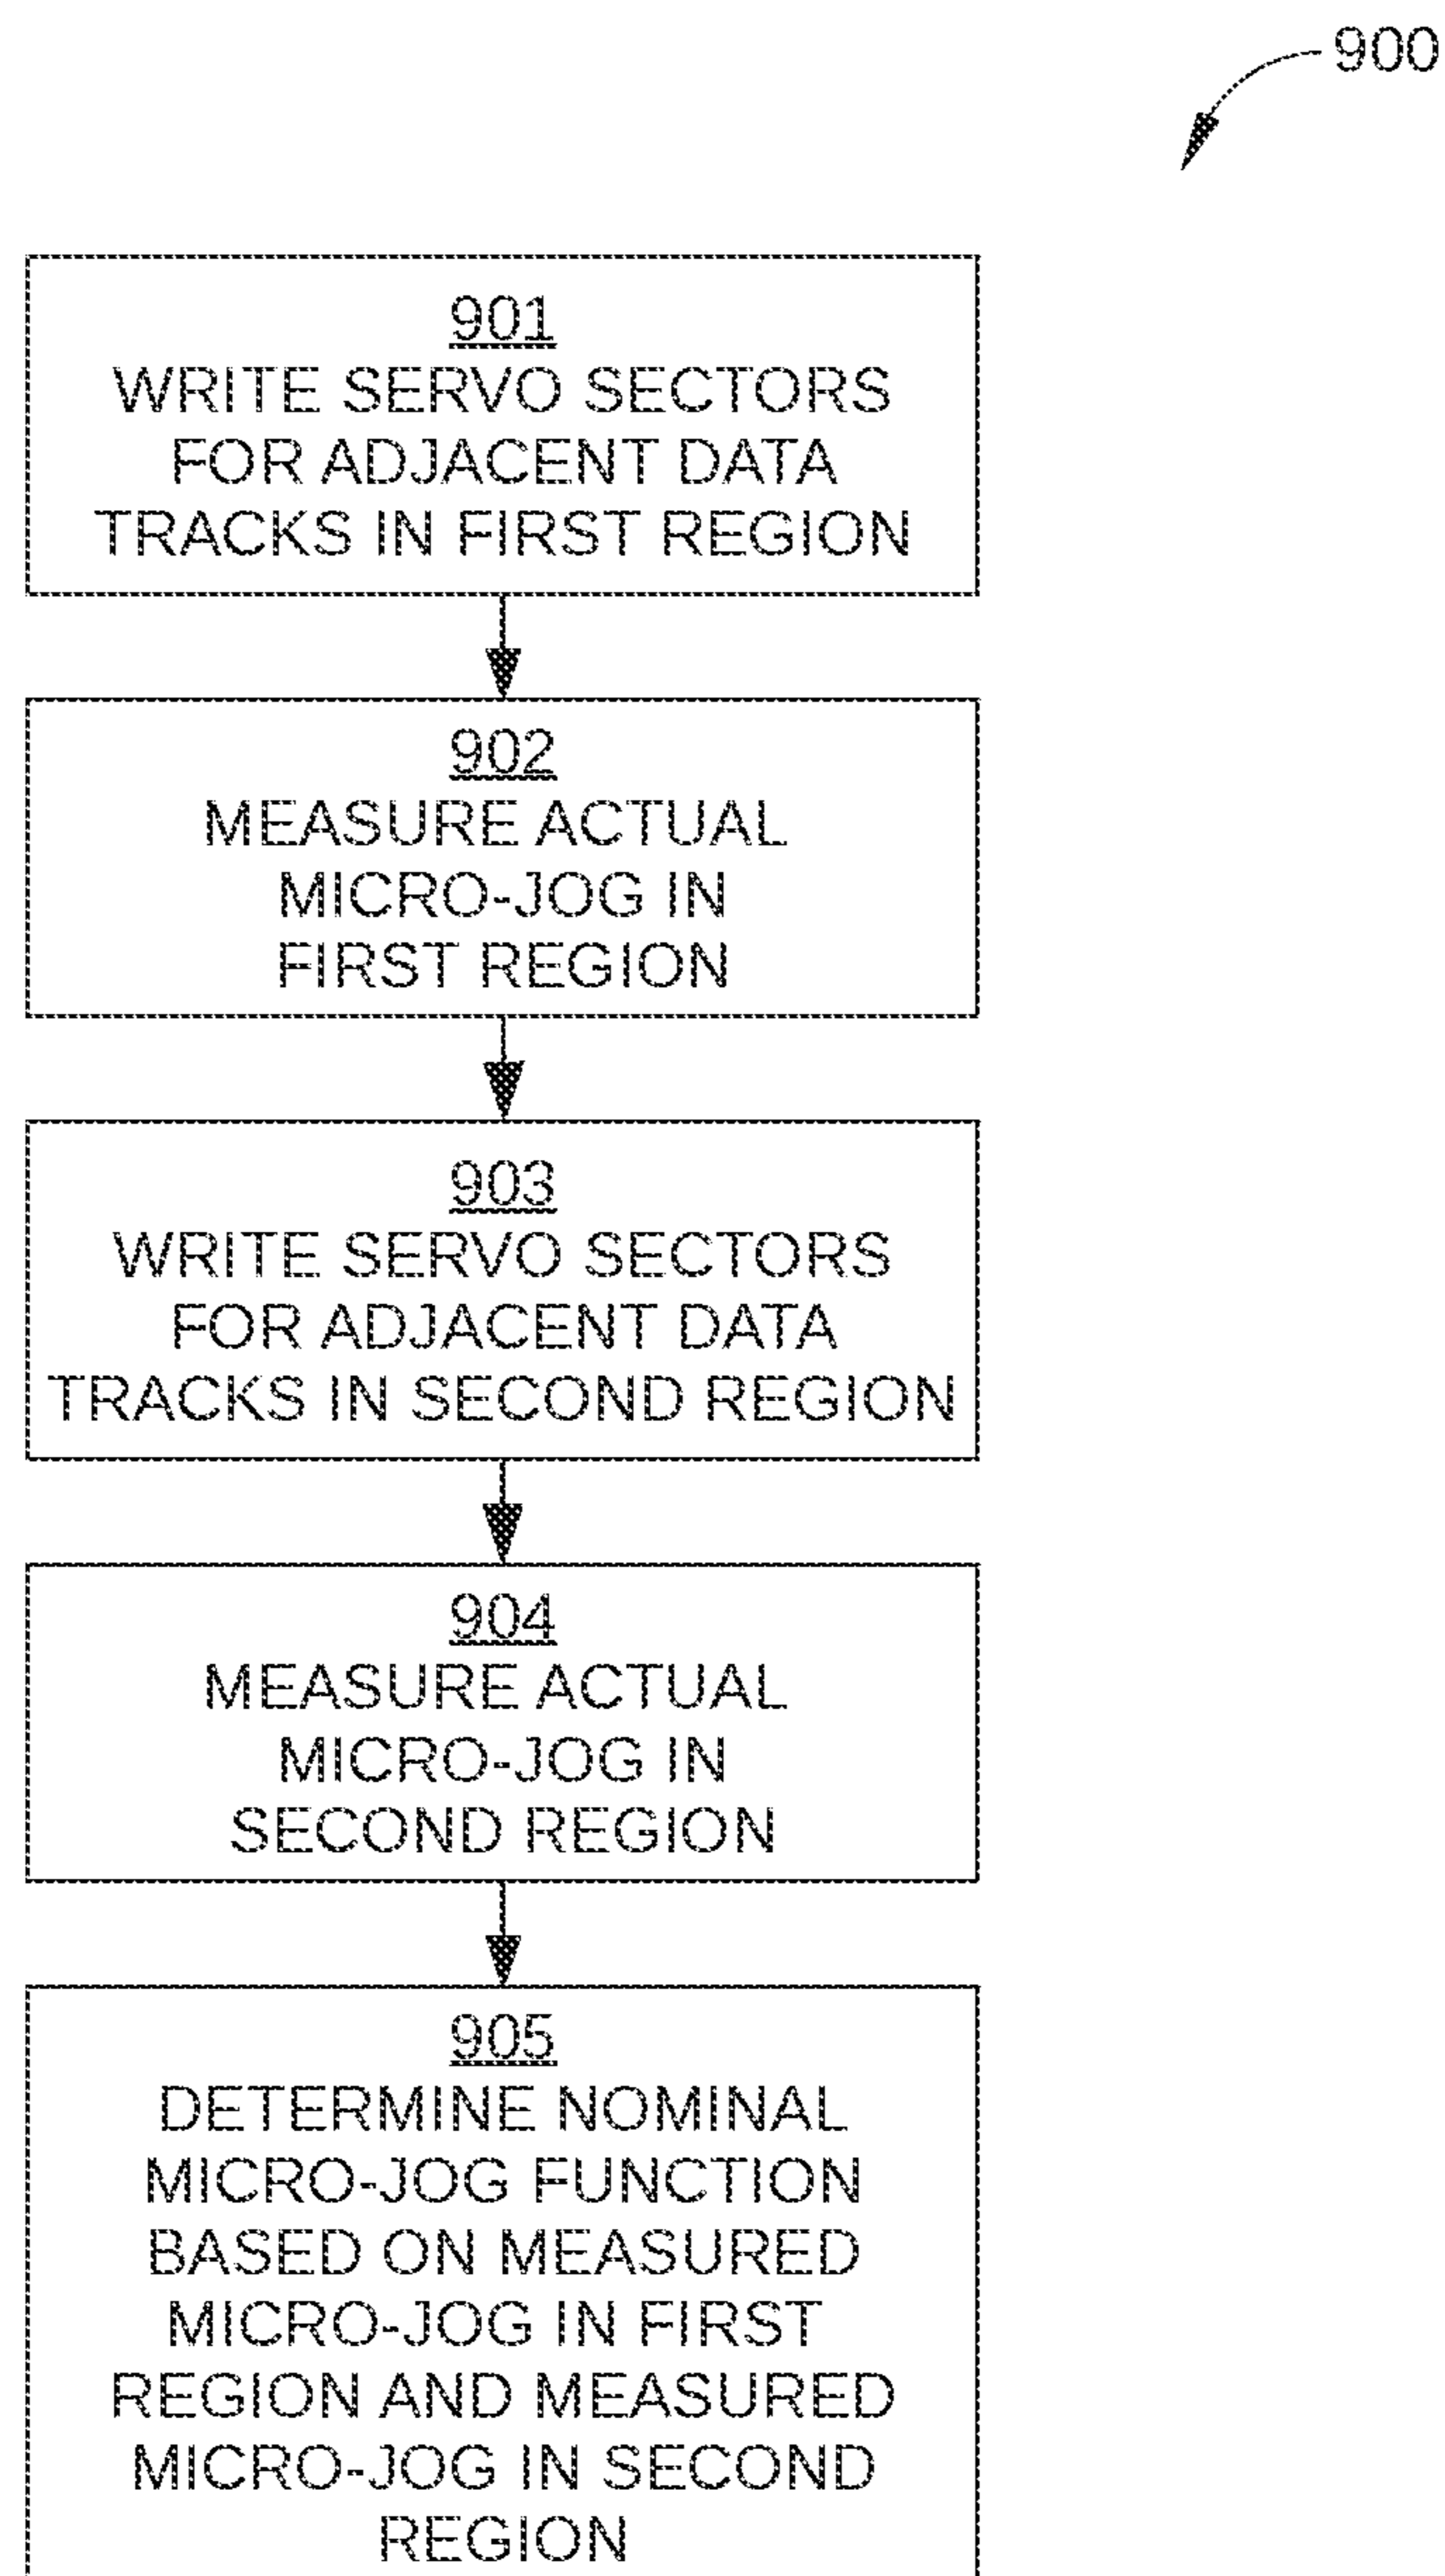 900
901
WRITE SERVO SECTORS
FOR ADJACENT DATA
TRACKS IN FIRST REGION
902
MEASURE ACTUAL
MICRO-JOG IN
FIRST REGION
903
WRITE SERVO SECTORS
FOR ADJACENT DATA
TRACKS IN SECOND REGION
904
MEASURE ACTUAL
MICRO-JOG IN
SECOND REGION
905
DETERMINE NOMINAL
MICRO-JOG FUNCTION
BASED ON MEASURED
MICRO-JOG IN FIRST
REGION AND MEASURED
MICRO-JOG IN SECOND
REGION